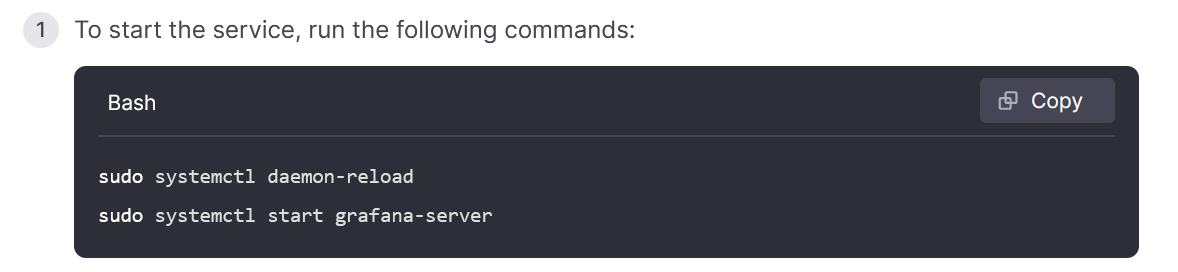 1 To start the service, run the following commands:
Bash
Copy
sudo systemctl daemon-reload
sudo systemctl start grafana-server